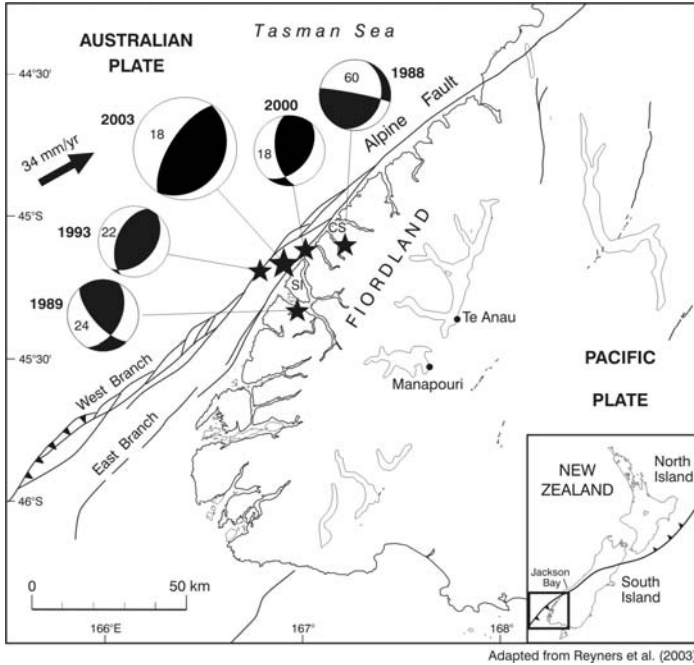 Tasman Sea
AUSTRALIAN
PLATE
44°30'
2003
18
2000
18
1988
60
Alpine Fault
34 mm/yr
45°S
1993
22
CS
FIORDLAND
SI
1989
24
Te Anau
45°30'
West Branch
Manapouri
PACIFIC
PLATE
East Branch
46°S
NEW
ZEALAND
North
Island
Jackson
Bay
South
Island
0
50 km
166°E
167°
168°
Adapted from Reyners et al. (2003)